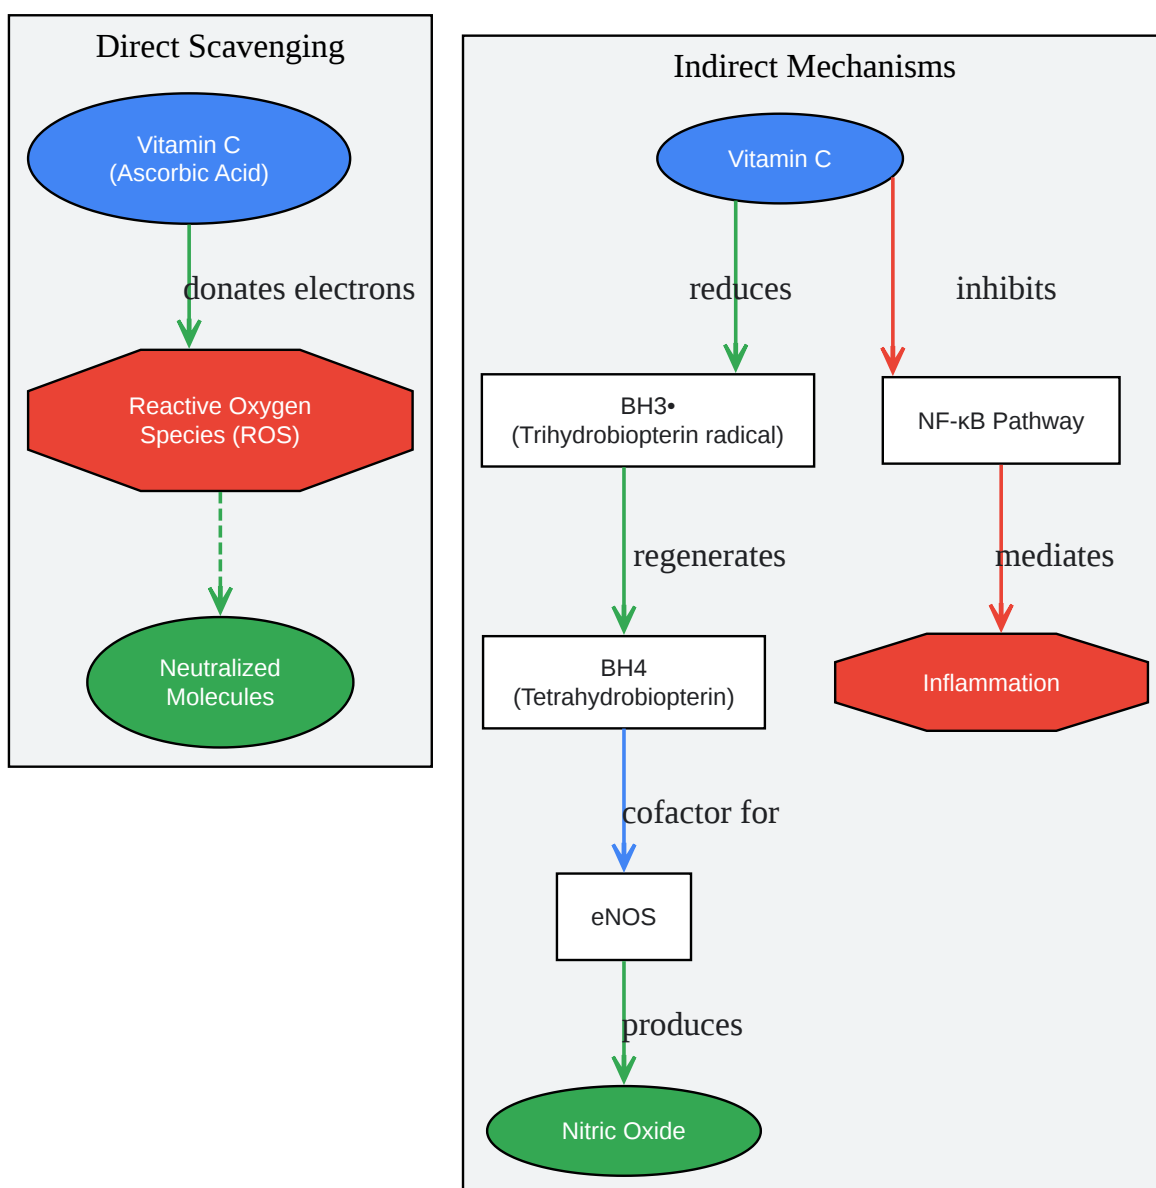 Direct Scavenging
Vitamin C
(Ascorbic Acid)
donates electrons
Reactive Oxygen
Species (ROS)
Neutralized
Molecules
Indirect Mechanisms
Vitamin C
reduces
inhibits
BH3•
(Trihydrobiopterin radical)
NF-κB Pathway
regenerates
mediates
BH4
(Tetrahydrobiopterin)
Inflammation
cofactor for
eNOS
produces
Nitric Oxide